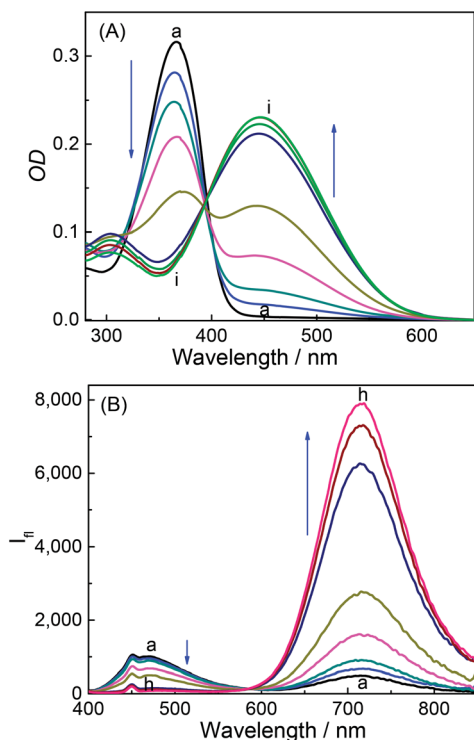 (A)
a
i
0.3
0.2
0.1
0.0
OD
i
a
300 400 500 600
Wavelength / nm
(B)
h
8,000
6,000
4,000
2,000
0
I_fl
a
h
a
400 500 600 700 800
Wavelength / nm